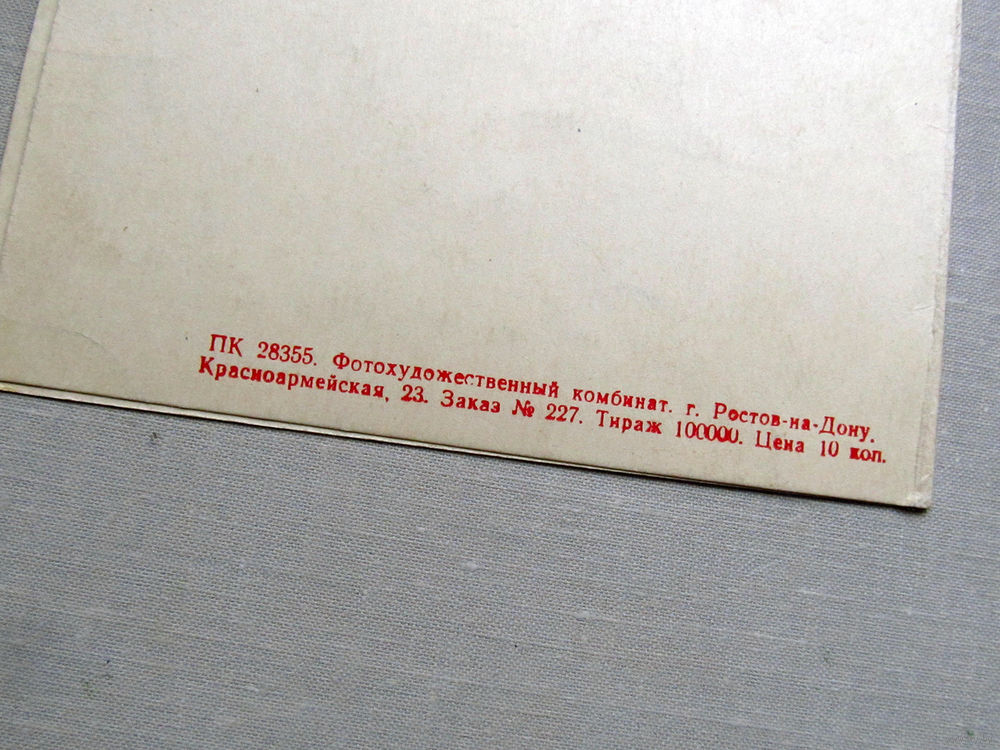 ПК 28355. Фотохудожественный комбинат. г. Ростов-на-Дону.
Красноармейская, 23. Заказ № 227. Тираж 100000. Цена 10 коп.